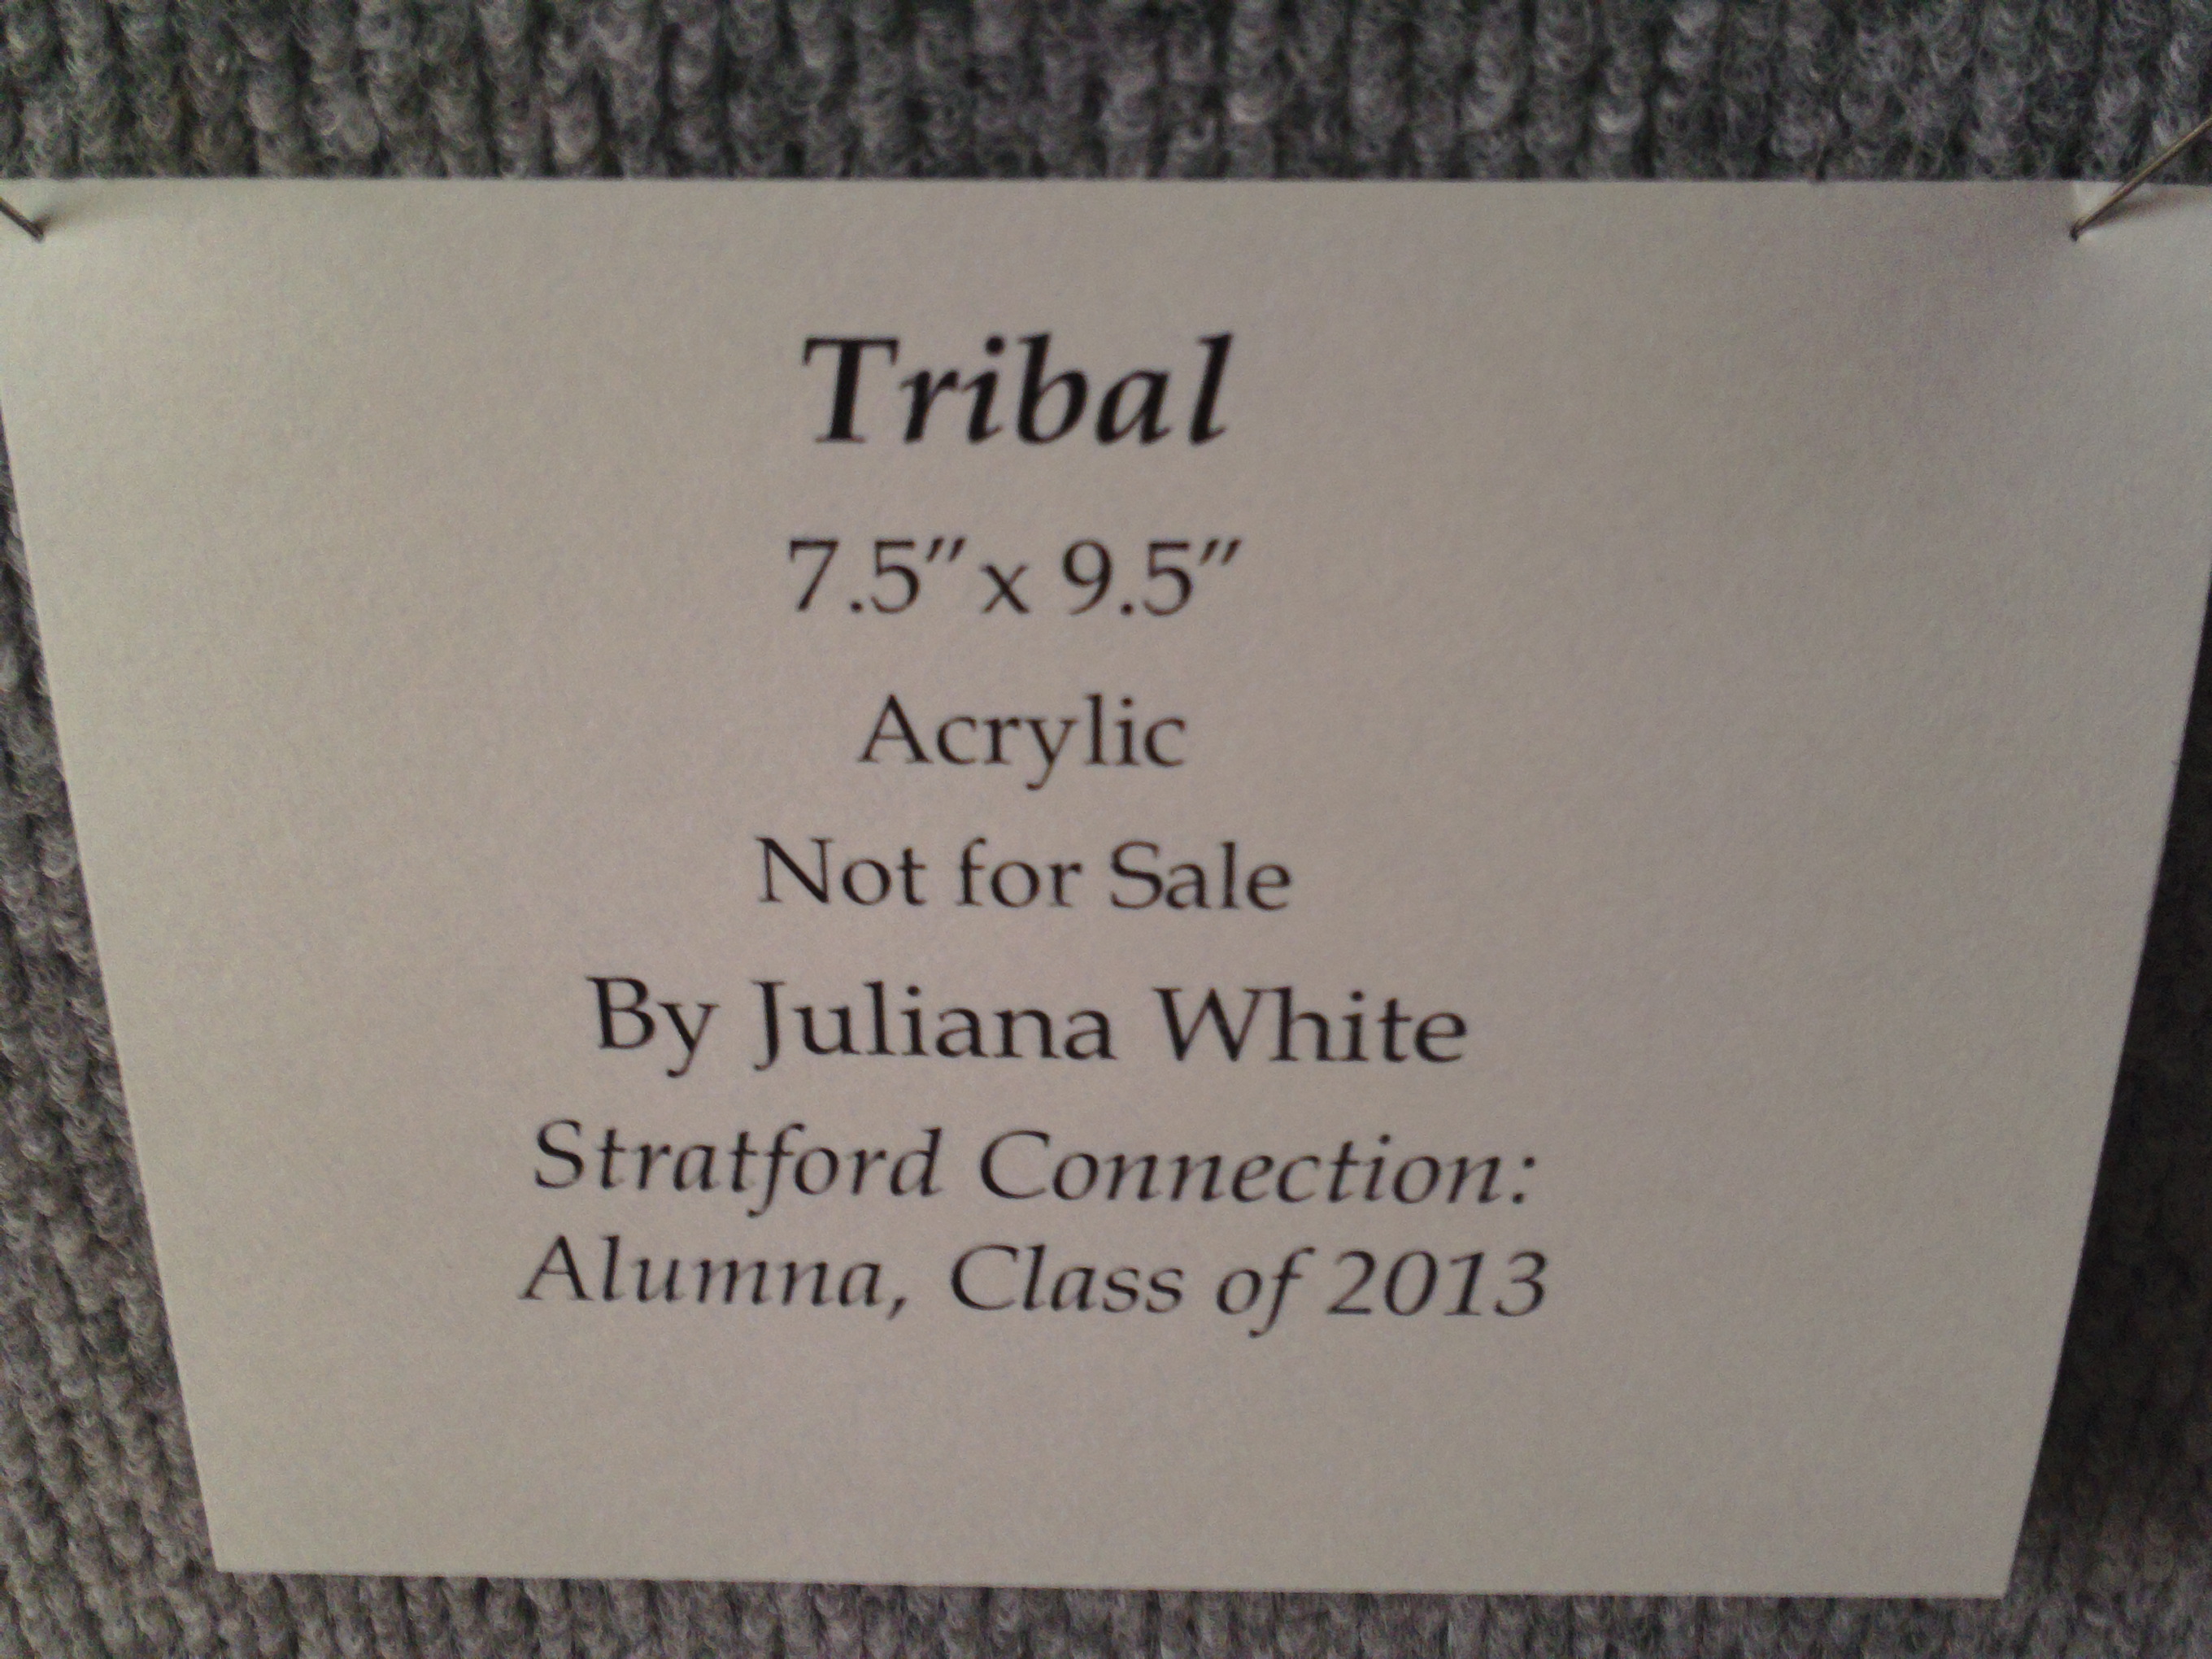 Tribal
7.5" x 9.5"
Acrylic
Not for Sale
By Juliana White
Stratford Connection:
Alumna, Class of 2013